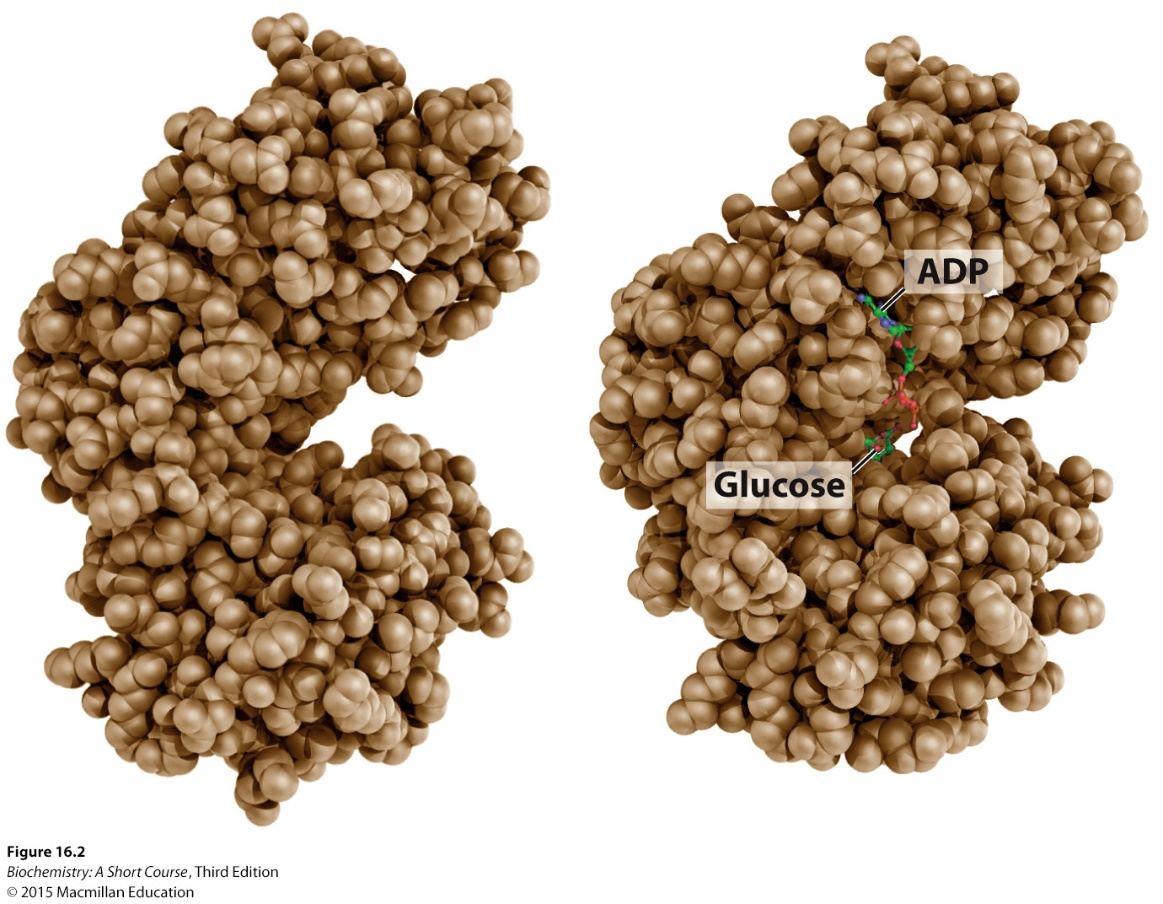 ADP
Glucose
Figure 16.2
Biochemistry: A Short Course, Third Edition
© 2015 Macmillan Education